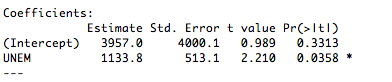 Coefficients:
            Estimate Std. Error t value Pr(>|t|)
(Intercept)   3957.0     4000.1   0.989   0.3313
UNEM          1133.8      513.1   2.210   0.0358 *
---